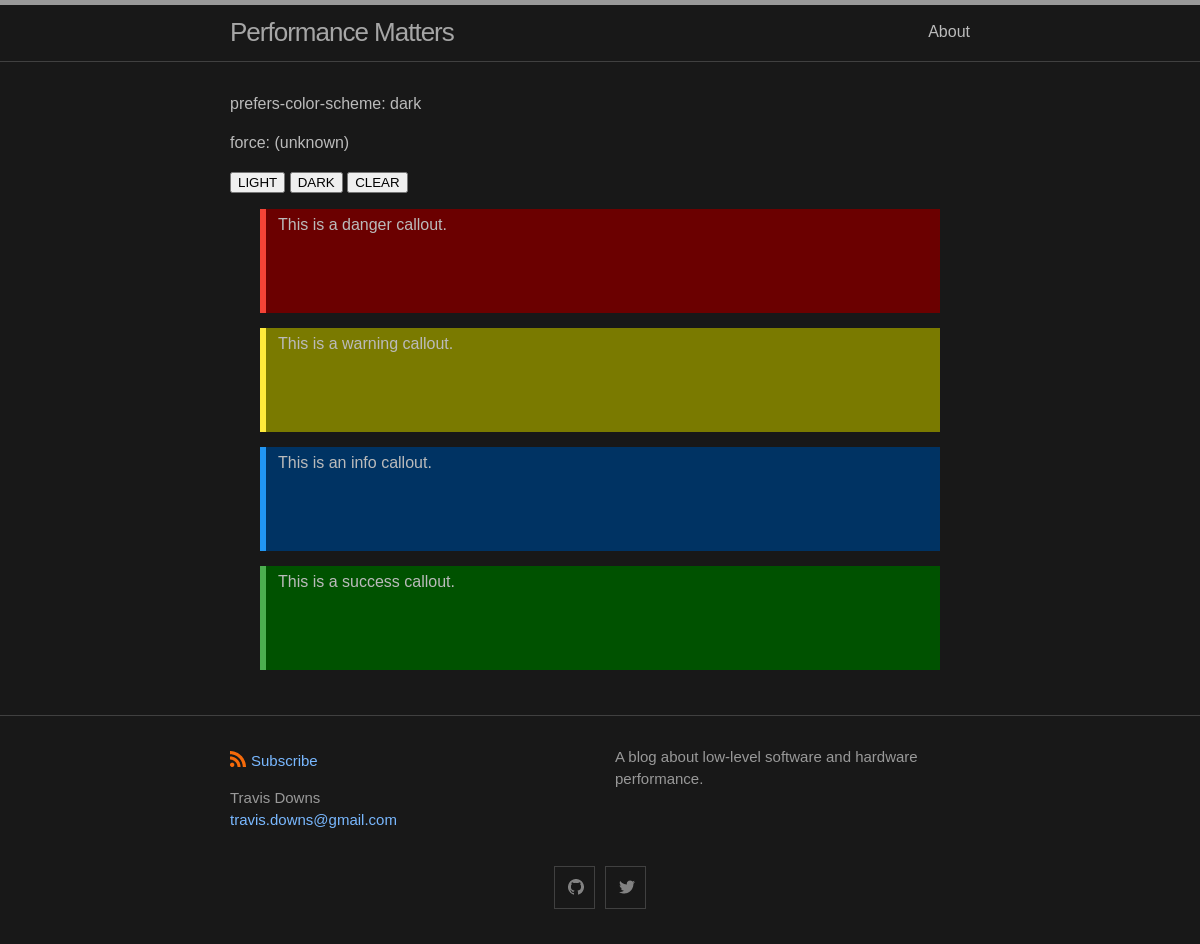 Performance Matters
About
prefers-color-scheme: dark
force: (unknown)
LIGHT DARK CLEAR
This is a danger callout.
This is a warning callout.
This is an info callout.
This is a success callout.
Subscribe
Travis Downs
travis.downs@gmail.com
A blog about low-level software and hardware
performance.